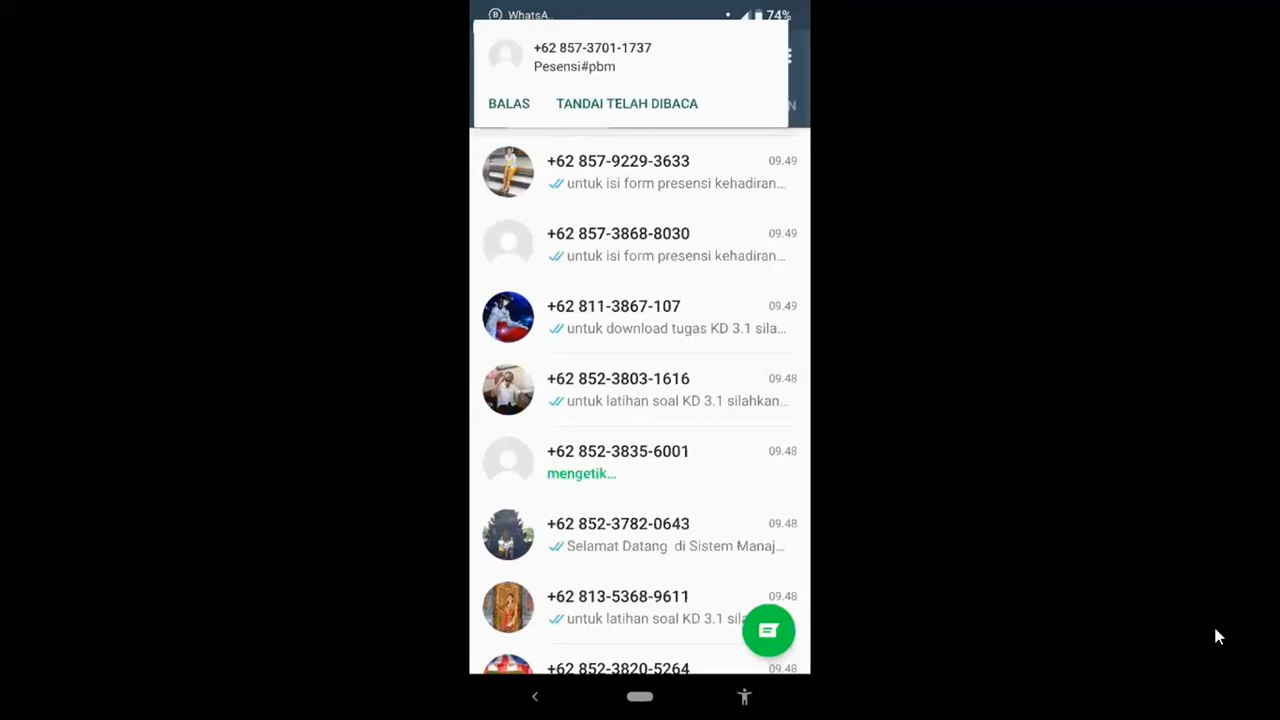 WhatsA..
74%
+62 857-3701-1737
Pesensi#pbm
BALAS TANDAI TELAH DIBACA
N
+62 857-9229-3633 09.49
untuk isi form presensi kehadiran...
+62 857-3868-8030 09.49
untuk isi form presensi kehadiran...
+62 811-3867-107 09.49
untuk download tugas KD 3.1 sila...
+62 852-3803-1616 09.48
untuk latihan soal KD 3.1 silahkan...
+62 852-3835-6001 09.48
mengetik...
+62 852-3782-0643 09.48
Selamat Datang di Sistem Manaj...
+62 813-5368-9611 09.48
untuk latihan soal KD 3.1 sila
+62 852-3820-5264 09.48